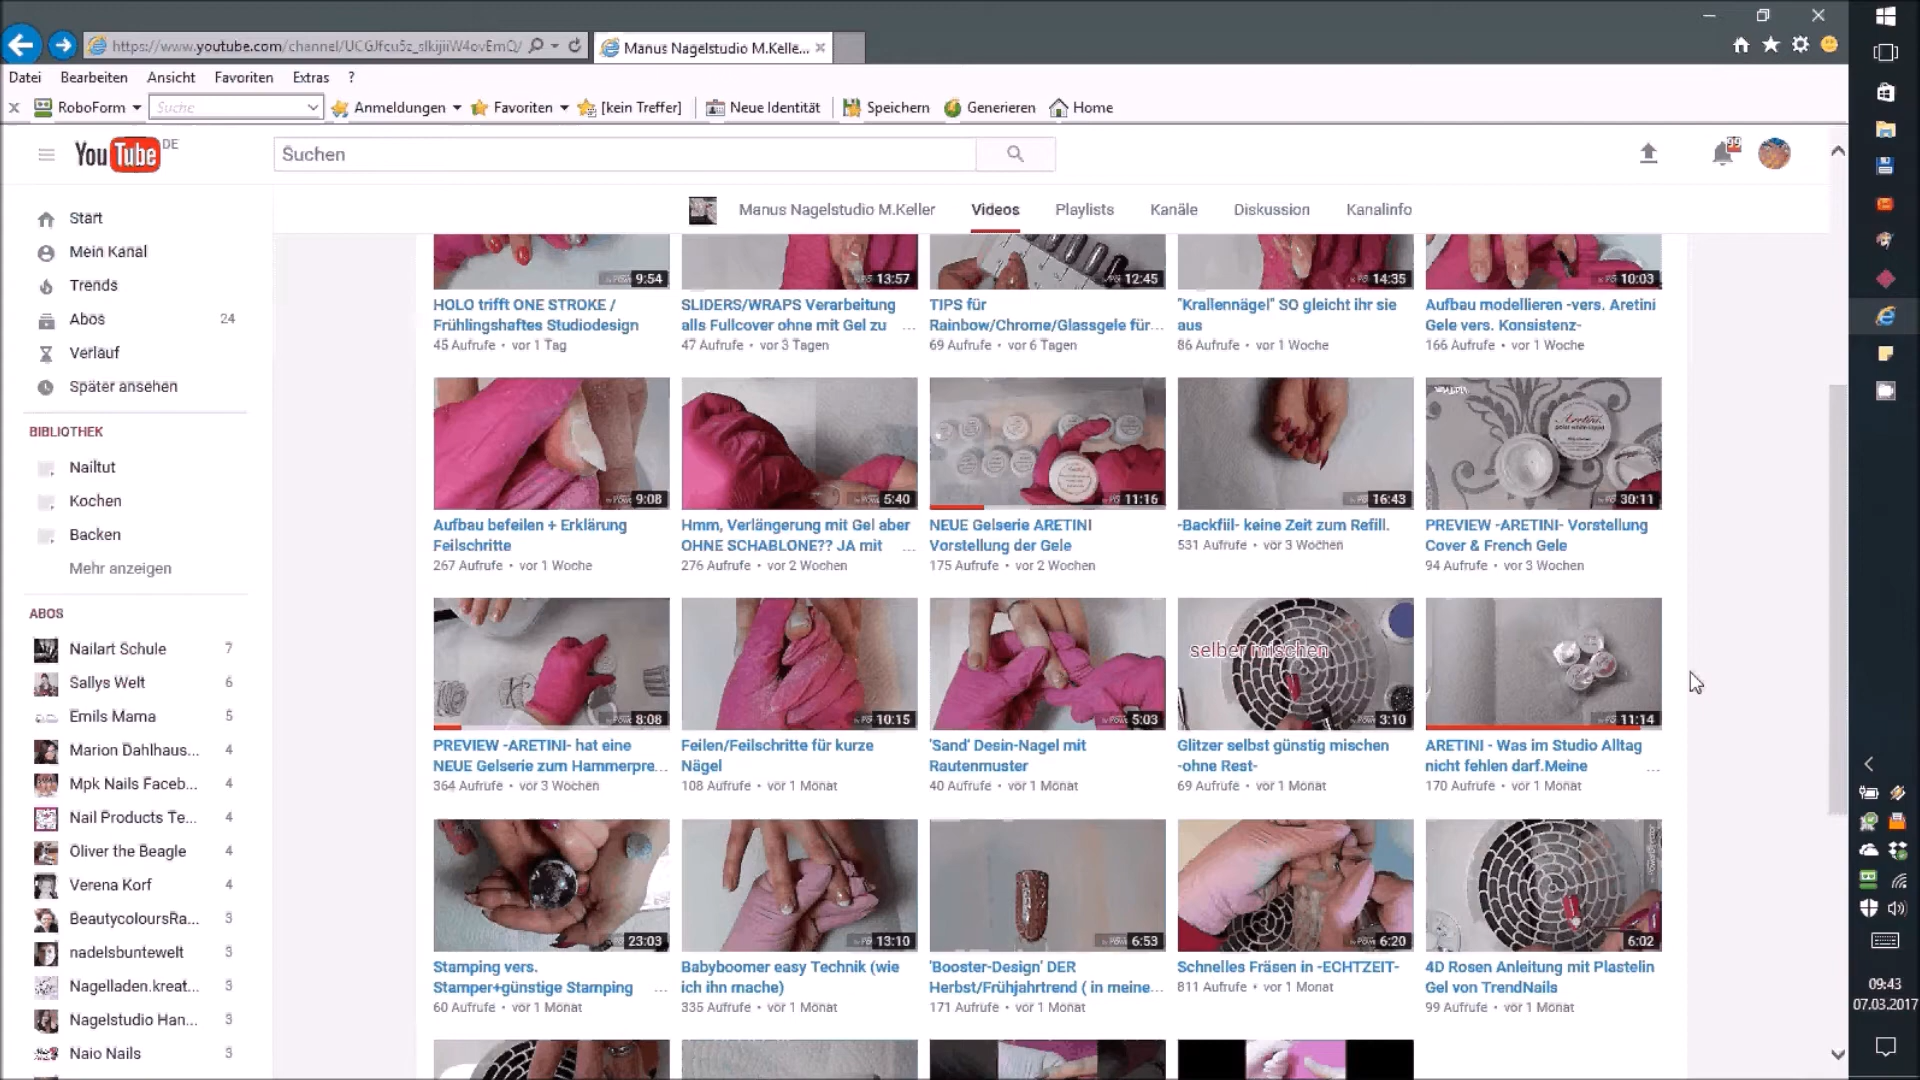 https://www.youtube.com/channel/UCGJfcu5z_slkijiiW4ovEmQ/
Manus Nagelstudio M.Kelle...
Datei Bearbeiten Ansicht Favoriten Extras ?
x RoboForm Suche Anmeldungen Favoriten [kein Treffer] Neue Identität Speichern Generieren Home
YouTube DE
Suchen
99
Manus Nagelstudio M.Keller Videos Playlists Kanäle Diskussion Kanalinfo
Start
Mein Kanal
Trends
Abos 24
Verlauf
Später ansehen
BIBLIOTHEK
Nailtut
Kochen
Backen
Mehr anzeigen
ABOS
Nailart Schule 7
Sallys Welt 6
Emils Mama 5
Marion Dahlhaus... 4
Mpk Nails Faceb... 4
Nail Products Te... 4
Oliver the Beagle 4
Verena Korf 4
BeautycoloursRa... 3
nadelsbuntewelt 3
Nagelladen.kreat... 3
Nagelstudio Han... 3
Naio Nails 3
9:54
HOLO trifft ONE STROKE /
Frühlingshaftes Studiodesign
45 Aufrufe • vor 1 Tag
13:57
SLIDERS/WRAPS Verarbeitung
alls Fullcover ohne mit Gel zu ...
47 Aufrufe • vor 3 Tagen
12:45
TIPS für
Rainbow/Chrome/Glassgele für...
69 Aufrufe • vor 6 Tagen
14:35
"Krallennägel" SO gleicht ihr sie
aus
86 Aufrufe • vor 1 Woche
10:03
Aufbau modellieren -vers. Aretini
Gele vers. Konsistenz-
166 Aufrufe • vor 1 Woche
9:08
Aufbau befeilen + Erklärung
Feilschritte
267 Aufrufe • vor 1 Woche
5:40
Hmm, Verlängerung mit Gel aber
OHNE SCHABLONE?? JA mit ...
276 Aufrufe • vor 2 Wochen
11:16
NEUE Gelserie ARETINI
Vorstellung der Gele
175 Aufrufe • vor 2 Wochen
16:43
-Backfiil- keine Zeit zum Refill.
531 Aufrufe • vor 3 Wochen
Aretini
30:11
PREVIEW -ARETINI- Vorstellung
Cover & French Gele
94 Aufrufe • vor 3 Wochen
8:08
PREVIEW -ARETINI- hat eine
NEUE Gelserie zum Hammerpre...
364 Aufrufe • vor 3 Wochen
10:15
Feilen/Feilschritte für kurze
Nägel
108 Aufrufe • vor 1 Monat
5:03
'Sand' Desin-Nagel mit
Rautenmuster
40 Aufrufe • vor 1 Monat
selber mischen
3:10
Glitzer selbst günstig mischen
-ohne Rest-
69 Aufrufe • vor 1 Monat
11:14
ARETINI - Was im Studio Alltag
nicht fehlen darf.Meine ...
170 Aufrufe • vor 1 Monat
23:03
Stamping vers.
Stamper+günstige Stamping ...
60 Aufrufe • vor 1 Monat
13:10
Babyboomer easy Technik (wie
ich ihn mache)
335 Aufrufe • vor 1 Monat
6:53
'Booster-Design' DER
Herbst/Frühjahrtrend ( in meine...
171 Aufrufe • vor 1 Monat
6:20
Schnelles Fräsen in -ECHTZEIT-
811 Aufrufe • vor 1 Monat
6:02
4D Rosen Anleitung mit Plastelin
Gel von TrendNails
99 Aufrufe • vor 1 Monat
09:43
07.03.2017